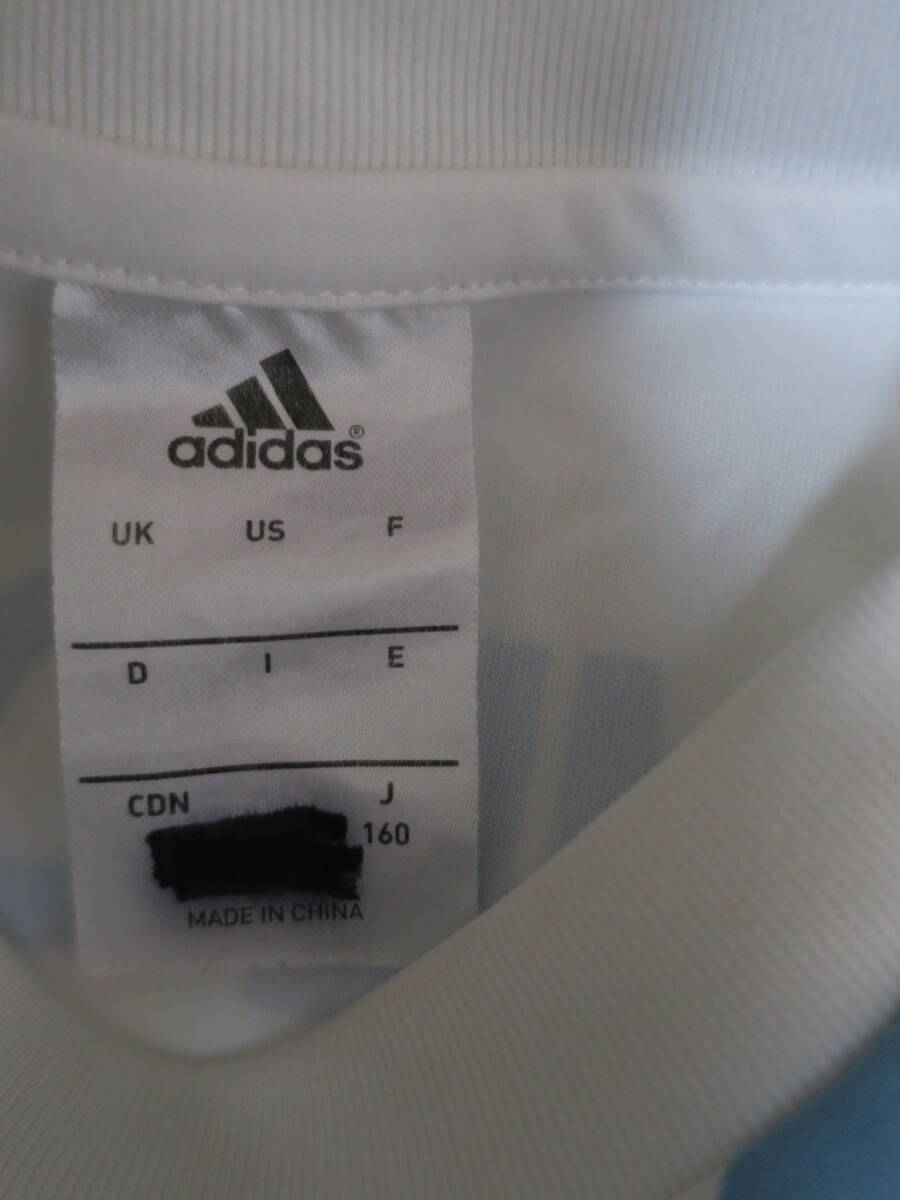 adidas®
UK US F
D I E
CDN J
160
MADE IN CHINA